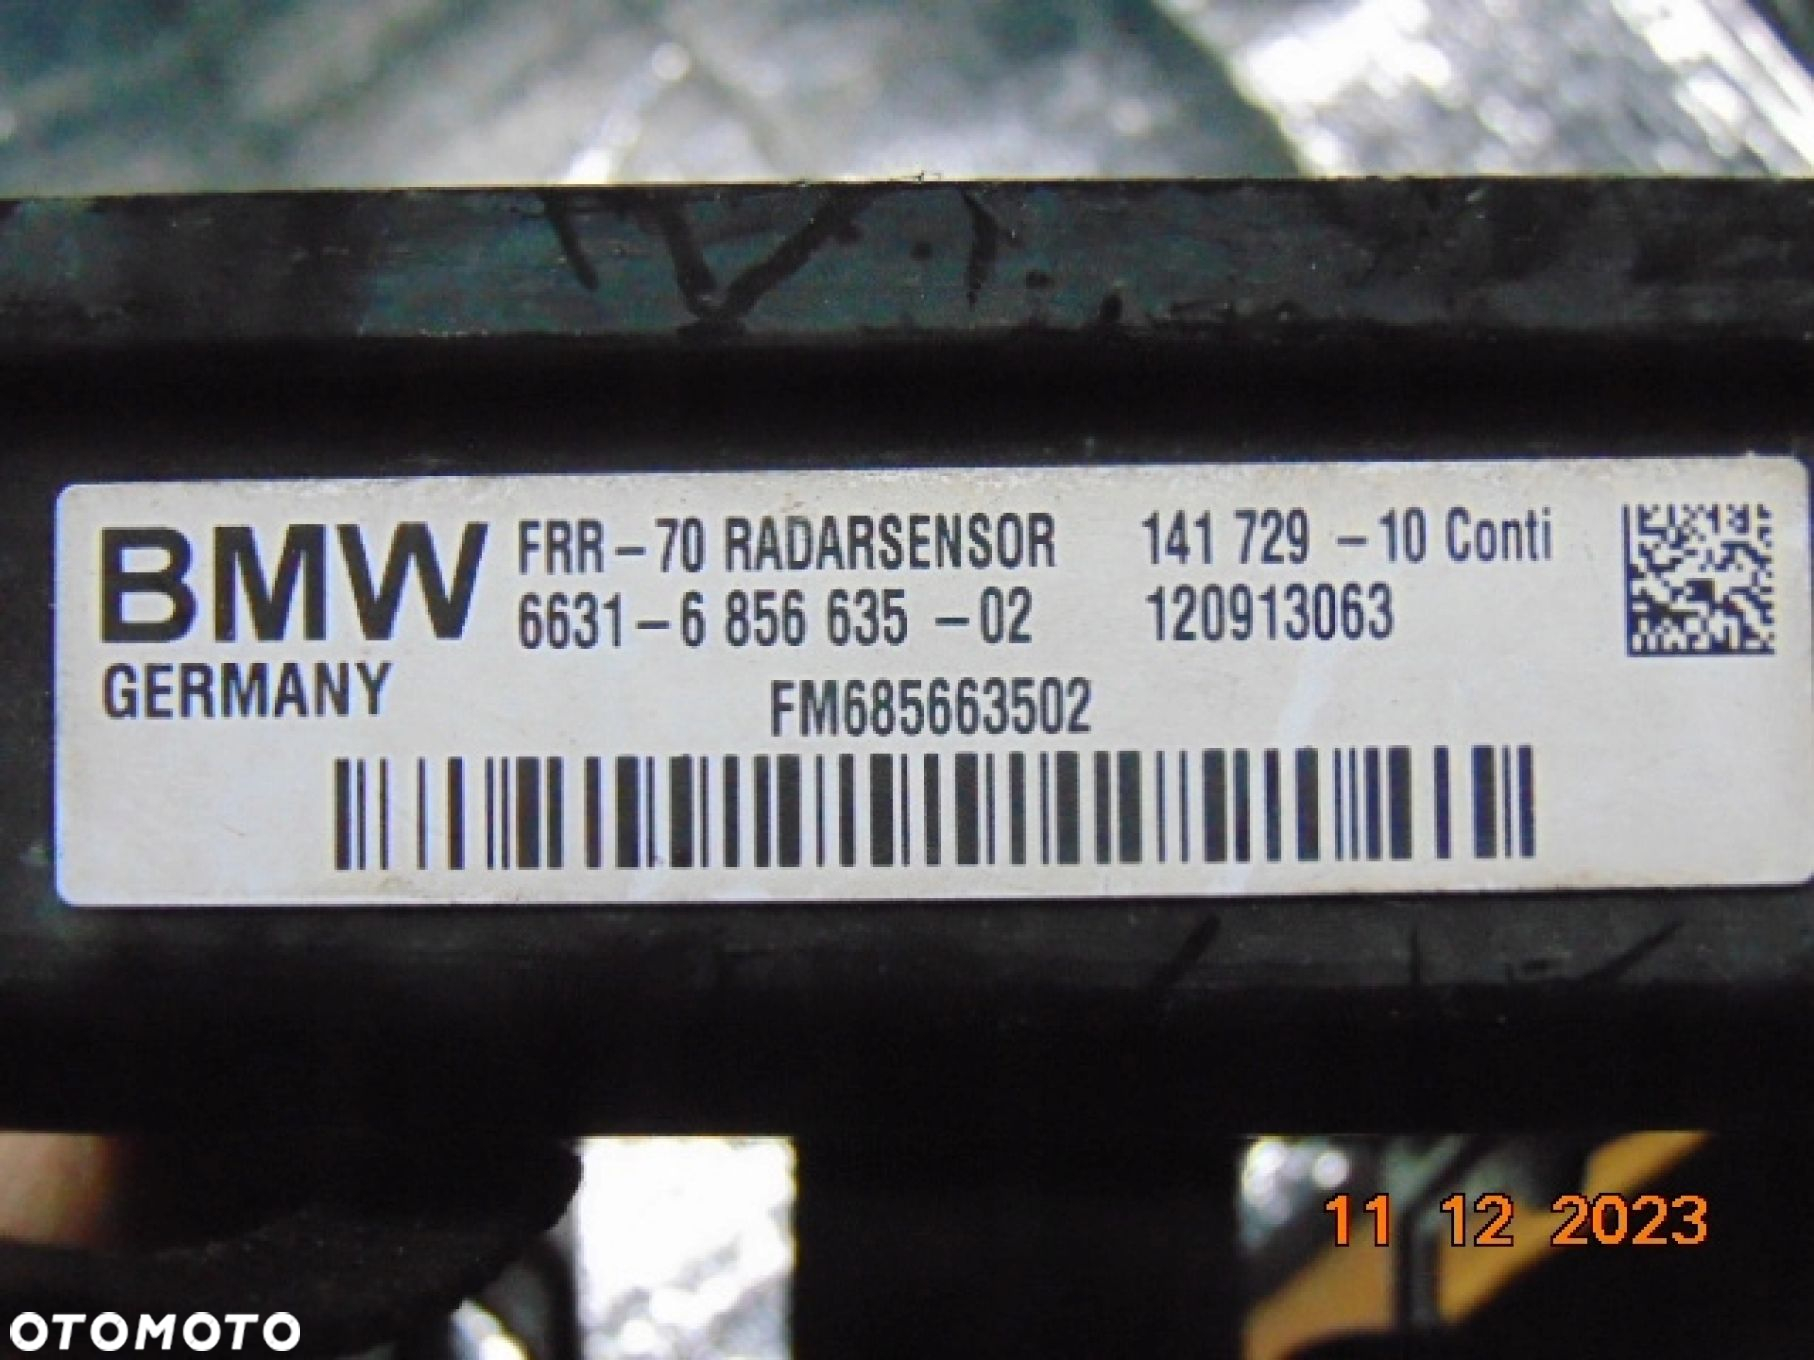 BMW FRR-70 RADARSENSOR 141 729 -10 Conti
6631-6 856 635 -02 120913063
GERMANY FM685663502
11 12 2023
OTOMOTO